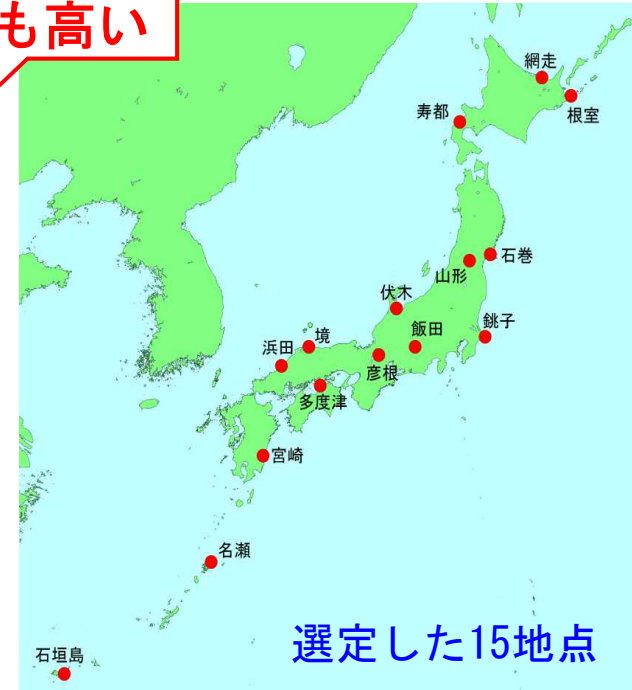 も高い
網走
根室
寿都
石巻
山形
伏木
銚子
飯田
境
浜田
彦根
多度津
宮崎
名瀬
石垣島
選定した15地点